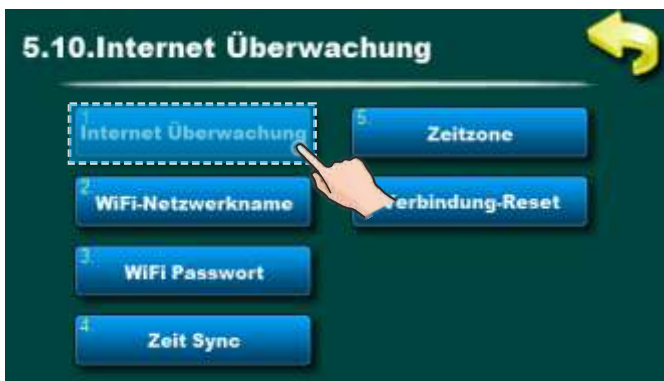 5.10.Internet Überwachung
1.
Internet Überwachung
2.
WiFi-Netzwerkname
3.
WiFi Passwort
4.
Zeit Sync
5.
Zeitzone
Verbindung-Reset